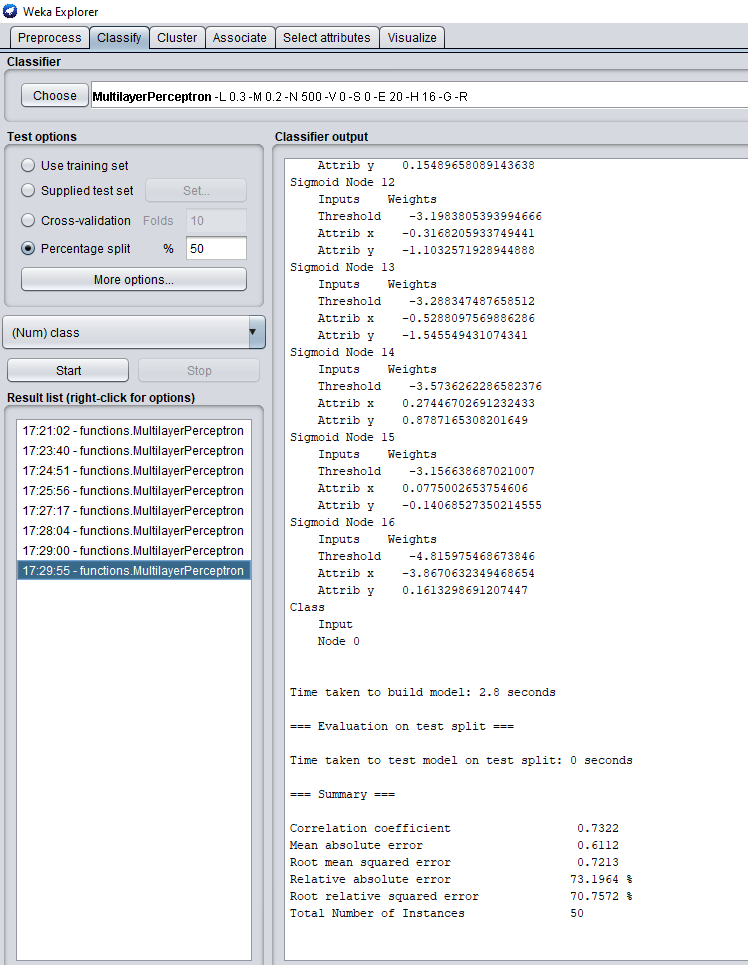 Weka Explorer
Preprocess Classify Cluster Associate Select attributes Visualize
Classifier
Choose MultilayerPerceptron -L 0.3 -M 0.2 -N 500 -V 0 -S 0 -E 20 -H 16 -G -R
Test options
Use training set
Supplied test set Set...
Cross-validation Folds 10
Percentage split % 50
More options...
(Num) class
Start Stop
Result list (right-click for options)
17:21:02 - functions.MultilayerPerceptron
17:23:40 - functions.MultilayerPerceptron
17:24:51 - functions.MultilayerPerceptron
17:25:56 - functions.MultilayerPerceptron
17:27:17 - functions.MultilayerPerceptron
17:28:04 - functions.MultilayerPerceptron
17:29:00 - functions.MultilayerPerceptron
17:29:55 - functions.MultilayerPerceptron
Classifier output
Attrib y 0.15489658089143638
Sigmoid Node 12
Inputs Weights
Threshold -3.1983805393994666
Attrib x -0.3168205933749441
Attrib y -1.1032571928944888
Sigmoid Node 13
Inputs Weights
Threshold -3.288347487658512
Attrib x -0.5288097569886286
Attrib y -1.545549431074341
Sigmoid Node 14
Inputs Weights
Threshold -3.5736262286582376
Attrib x 0.27446702691232433
Attrib y 0.8787165308201649
Sigmoid Node 15
Inputs Weights
Threshold -3.156638687021007
Attrib x 0.0775002653754606
Attrib y -0.14068527350214555
Sigmoid Node 16
Inputs Weights
Threshold -4.815975468673846
Attrib x -3.8670632349468654
Attrib y 0.1613298691207447
Class
Input
Node 0
Time taken to build model: 2.8 seconds
=== Evaluation on test split ===
Time taken to test model on test split: 0 seconds
=== Summary ===
Correlation coefficient 0.7322
Mean absolute error 0.6112
Root mean squared error 0.7213
Relative absolute error 73.1964 %
Root relative squared error 70.7572 %
Total Number of Instances 50